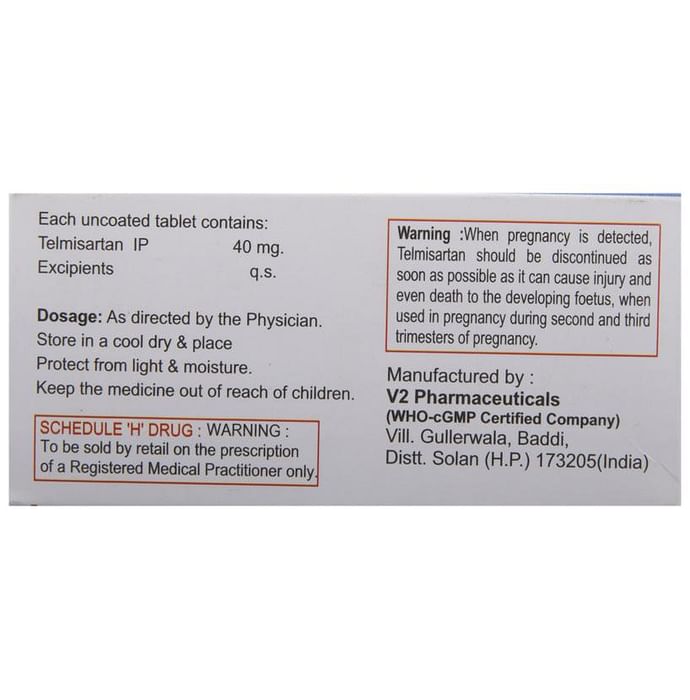 Each uncoated tablet contains:
Telmisartan IP 40 mg.
Excipients q.s.
Dosage: As directed by the Physician.
Store in a cool dry & place
Protect from light & moisture.
Keep the medicine out of reach of children.
SCHEDULE 'H' DRUG : WARNING :
To be sold by retail on the prescription
of a Registered Medical Practitioner only.
Warning :When pregnancy is detected,
Telmisartan should be discontinued as
soon as possible as it can cause injury and
even death to the developing foetus, when
used in pregnancy during second and third
trimesters of pregnancy.
Manufactured by :
V2 Pharmaceuticals
(WHO-cGMP Certified Company)
Vill. Gullerwala, Baddi,
Distt. Solan (H.P.) 173205(India)